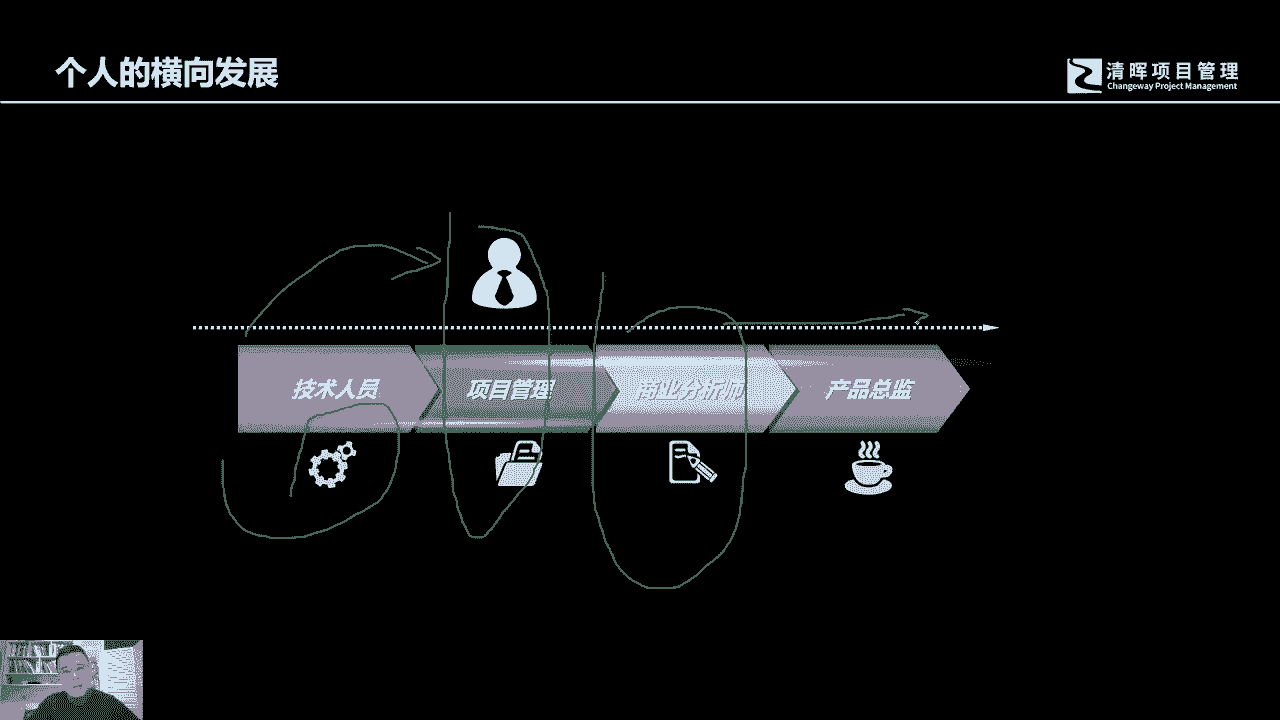 个人的横向发展
清晖项目管理
Changeway Project Management
技术人员
项目管理
商业分析师
产品总监